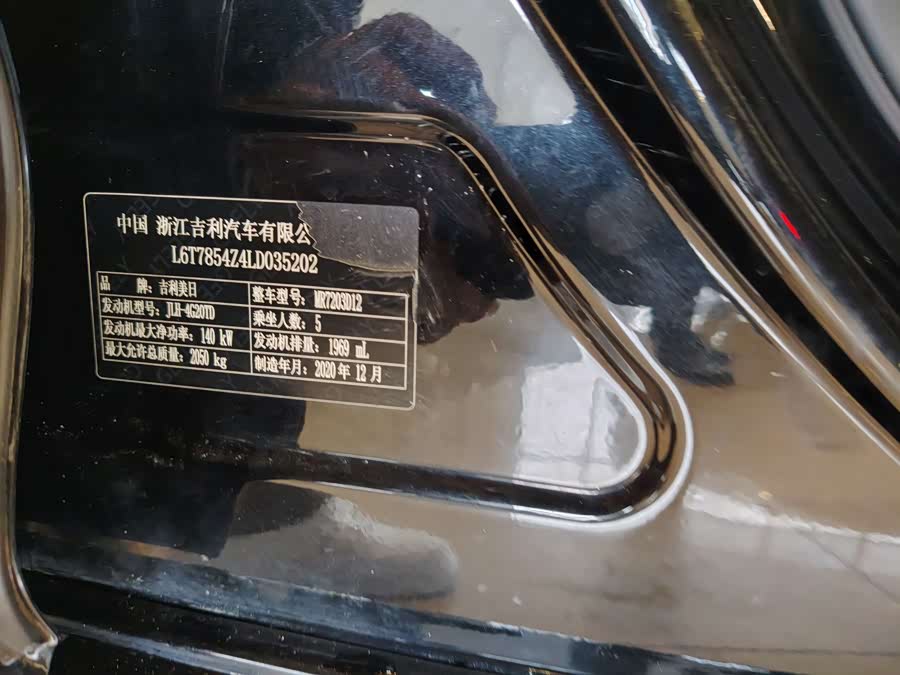 中国 浙江吉利汽车有限公
L6T7854Z4LD035202
品 牌: 吉利美日 整车型号: MR7203D12
发动机型号: JLH-4G20TD 乘坐人数: 5
发动机最大净功率: 140 kW 发动机排量: 1969 mL
最大允许总质量: 2050 kg 制造年月: 2020 年 12 月